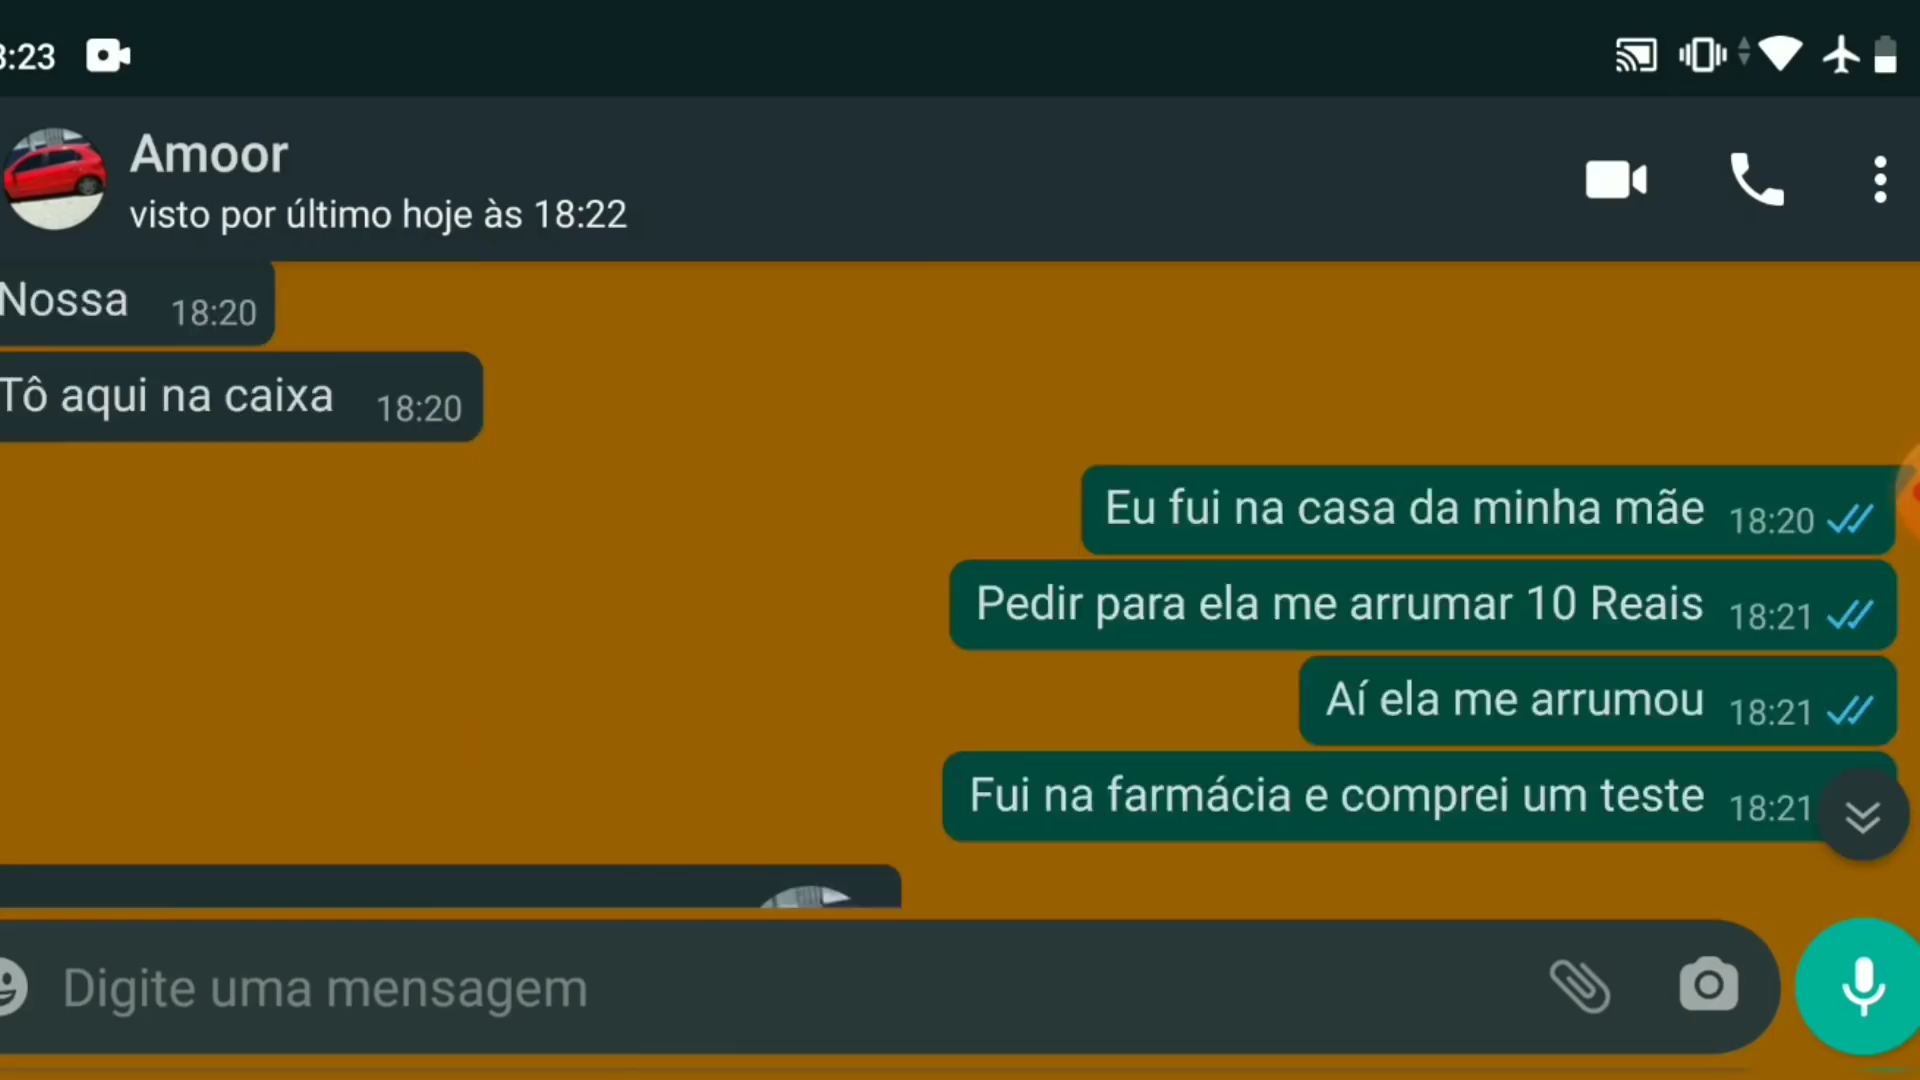 :23
Amoor
visto por último hoje às 18:22
Nossa 18:20
Tô aqui na caixa 18:20
Eu fui na casa da minha mãe 18:20
Pedir para ela me arrumar 10 Reais 18:21
Aí ela me arrumou 18:21
Fui na farmácia e comprei um teste 18:21
Digite uma mensagem